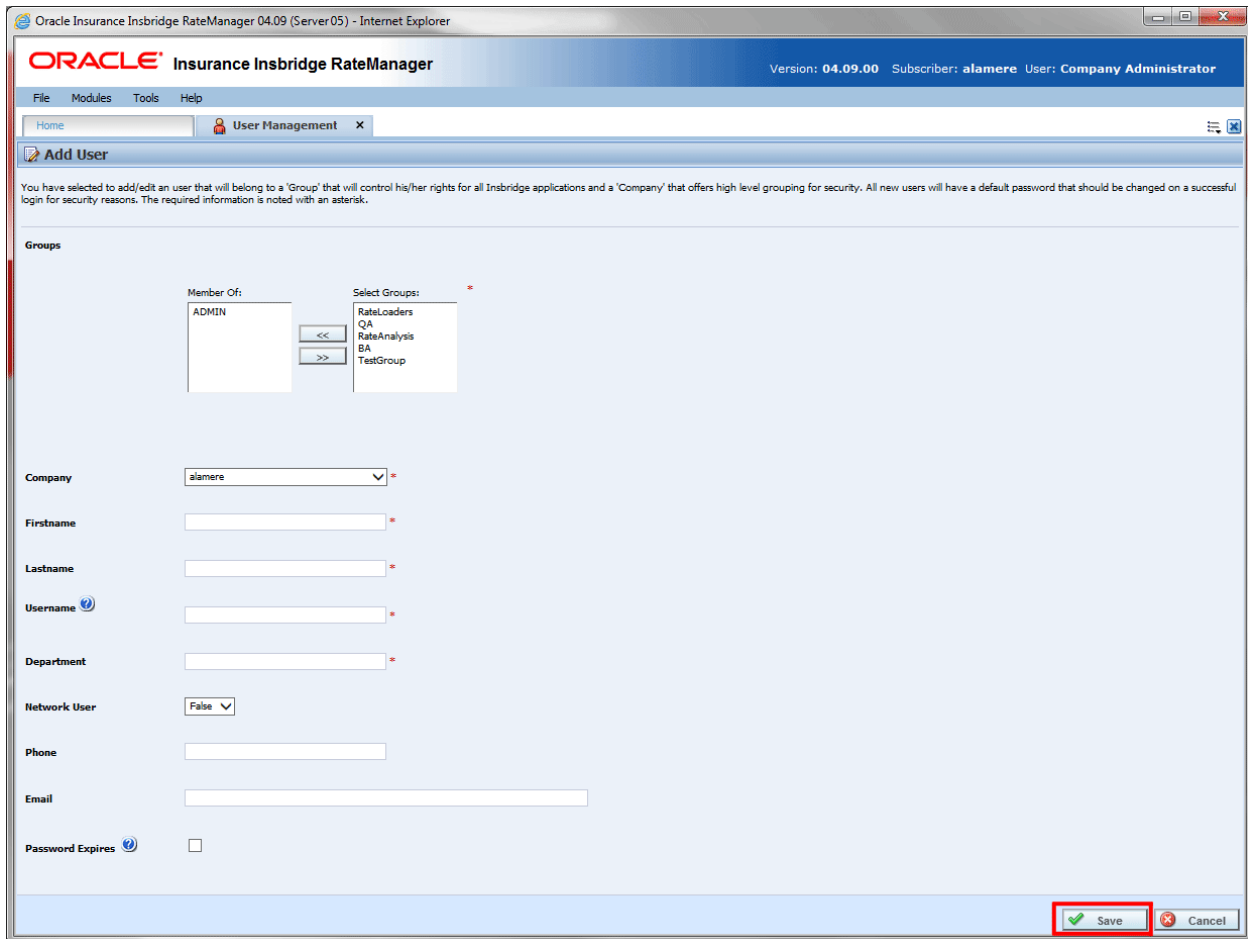 Oracle Insurance Insbridge RateManager 04.09 (Server05) - Internet Explorer
ORACLE Insurance Insbridge RateManager
Version: 04.09.00 Subscriber: alamere User: Company Administrator
File Modules Tools Help
Home User Management
Add User
You have selected to add/edit an user that will belong to a 'Group' that will control his/her rights for all Insbridge applications and a 'Company' that offers high level grouping for security. All new users will have a default password that should be changed on a successful
login for security reasons. The required information is noted with an asterisk.
Groups
Member Of: Select Groups: *
ADMIN
<<
>>
RateLoaders
QA
RateAnalysis
BA
TestGroup
Company alamere *
Firstname *
Lastname *
Username ? *
Department *
Network User False
Phone
Email
Password Expires ?
Save Cancel